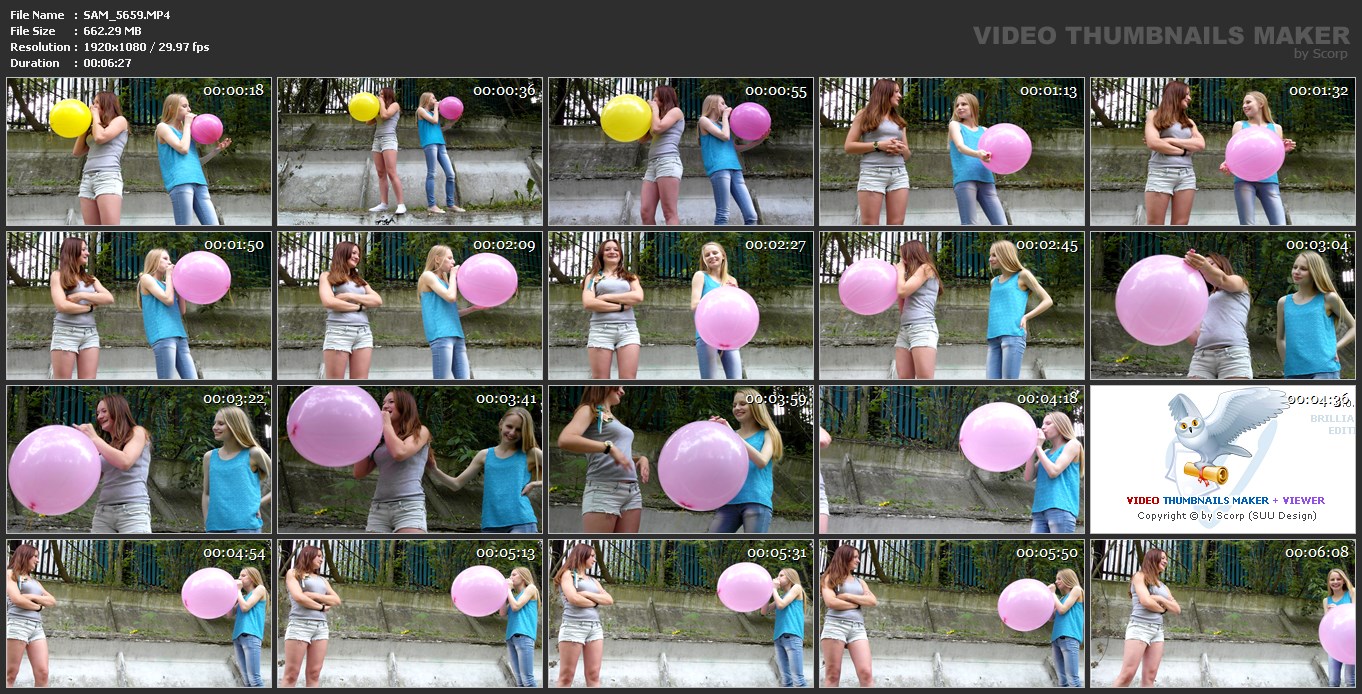 File Name : SAM_5659.MP4
File Size : 662.29 MB
Resolution : 1920x1080 / 29.97 fps
Duration : 00:06:27
VIDEO THUMBNAILS MAKER
by Scorp
00:00:18
00:00:36
00:00:55
00:01:13
00:01:32
00:01:50
00:02:09
00:02:27
00:02:45
00:03:04
00:03:22
00:03:41
00:03:59
00:04:18
00:04:36
BRILLIA
EDIT
VIDEO THUMBNAILS MAKER + VIEWER
Copyright © by Scorp (SUU Design)
00:04:54
00:05:13
00:05:31
00:05:50
00:06:08